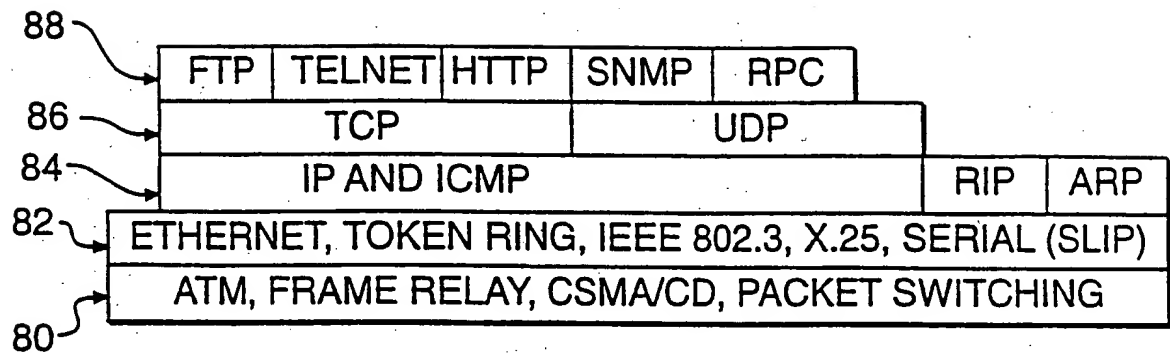 88
FTP TELNET HTTP SNMP RPC
86
TCP UDP
84
IP AND ICMP RIP ARP
82
ETHERNET, TOKEN RING, IEEE 802.3, X.25, SERIAL (SLIP)
ATM, FRAME RELAY, CSMA/CD, PACKET SWITCHING
80